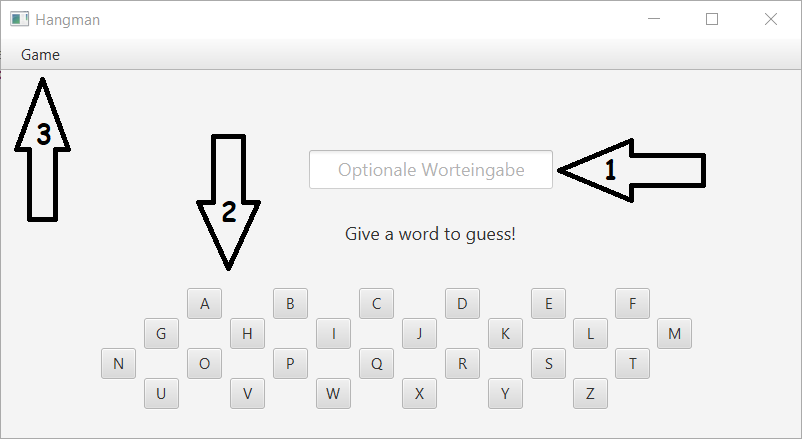 Hangman
Game
3
Optionale Worteingabe
1
2
Give a word to guess!
A B C D E F
G H I J K L M
N O P Q R S T
U V W X Y Z